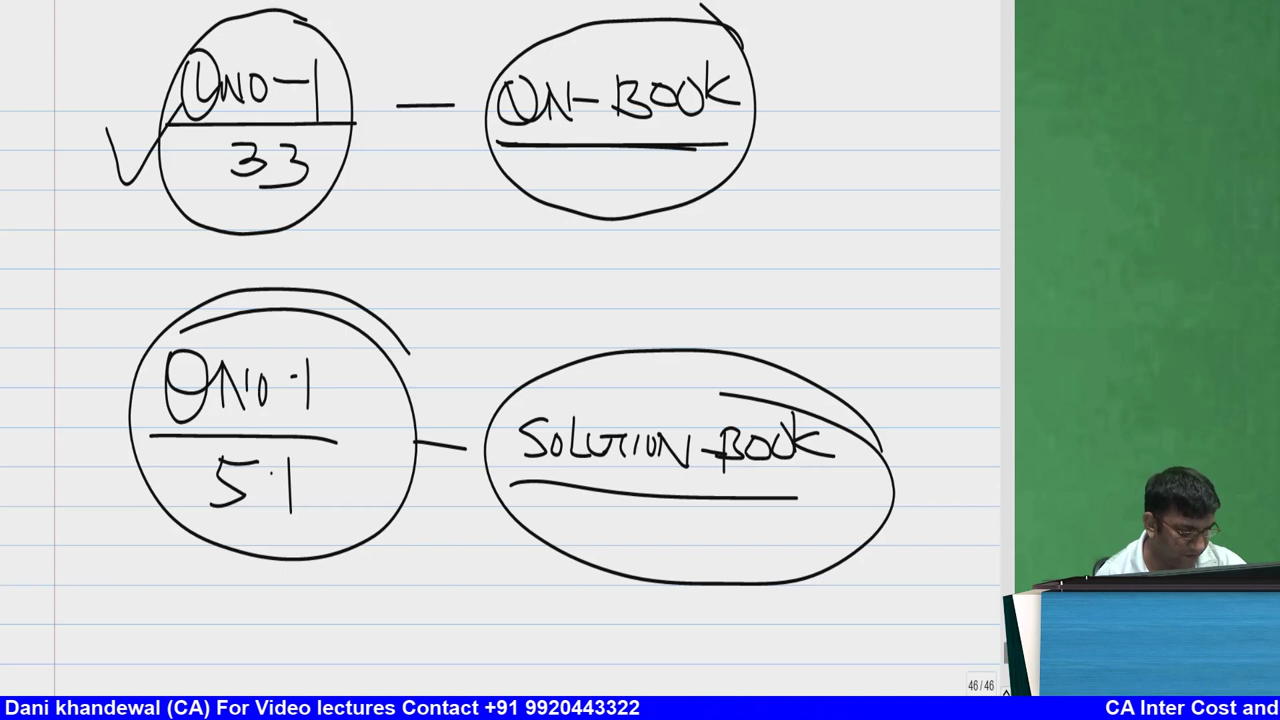 QNO-1 — QN-BOOK
33
QNO.1 — SOLUTION-BOOK
5.1
46/46
Dani khandewal (CA) For Video lectures Contact +91 9920443322
CA Inter Cost and